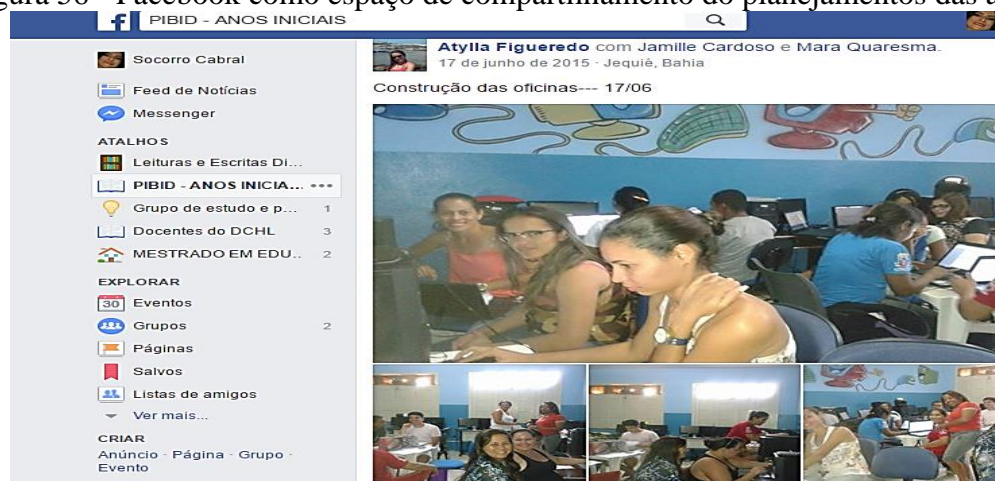 gura 56 - Facebook como espaço de compartilhamento do planejamentos das
PIBID - ANOS INICIAIS
Socorro Cabral
Feed de Notícias
Messenger
ATALHOS
Leituras e Escritas Di...
PIBID - ANOS INICIA...
Grupo de estudo e p... 1
Docentes do DCHL 3
MESTRADO EM EDU.. 2
EXPLORAR
30 Eventos
Grupos 2
Páginas
Salvos
Listas de amigos
Ver mais...
CRIAR
Anúncio · Página · Grupo ·
Evento
Atylla Figueredo com Jamille Cardoso e Mara Quaresma.
17 de junho de 2015 · Jequié, Bahia
Construção das oficinas--- 17/06